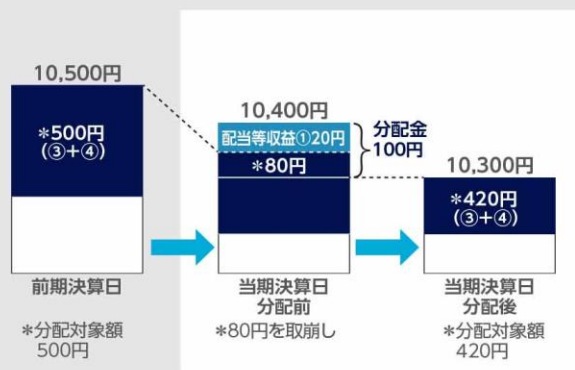 10,500円
*500円
(③+④)
前期決算日
*分配対象額
500円
10,400円
配当等収益①20円
*80円
分配金
100円
当期決算日
分配前
*80円を取崩し
10,300円
*420円
(③+④)
当期決算日
分配後
*分配対象額
420円